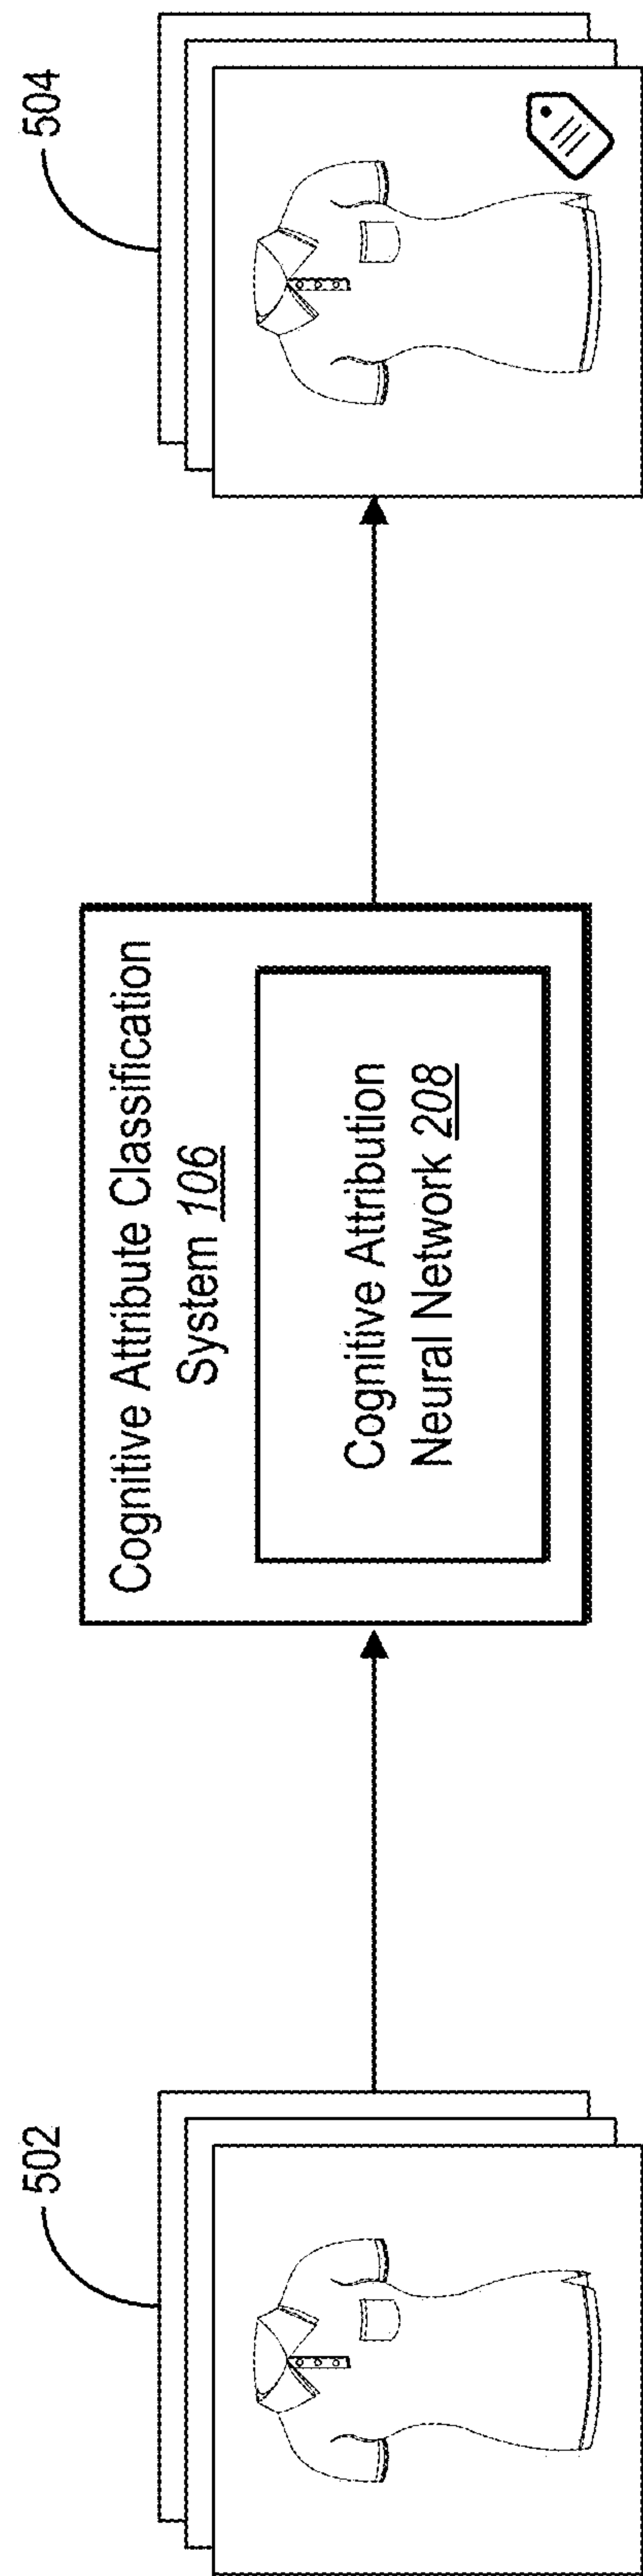 502
Cognitive Attribute Classification
System 106
Cognitive Attribution
Neural Network 208
504